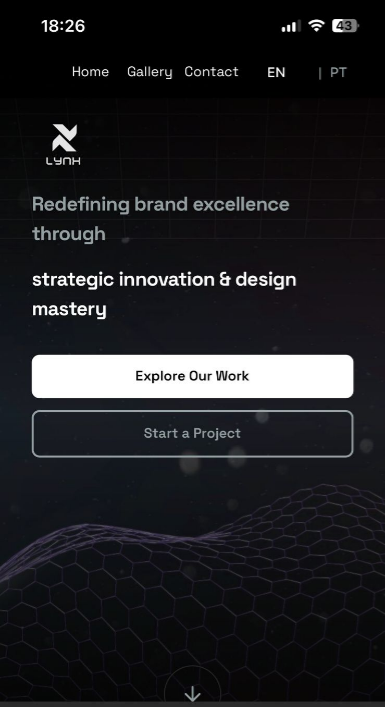 18:26
43
Home Gallery Contact EN | PT
LYNH
Redefining brand excellence
through
strategic innovation & design
mastery
Explore Our Work
Start a Project